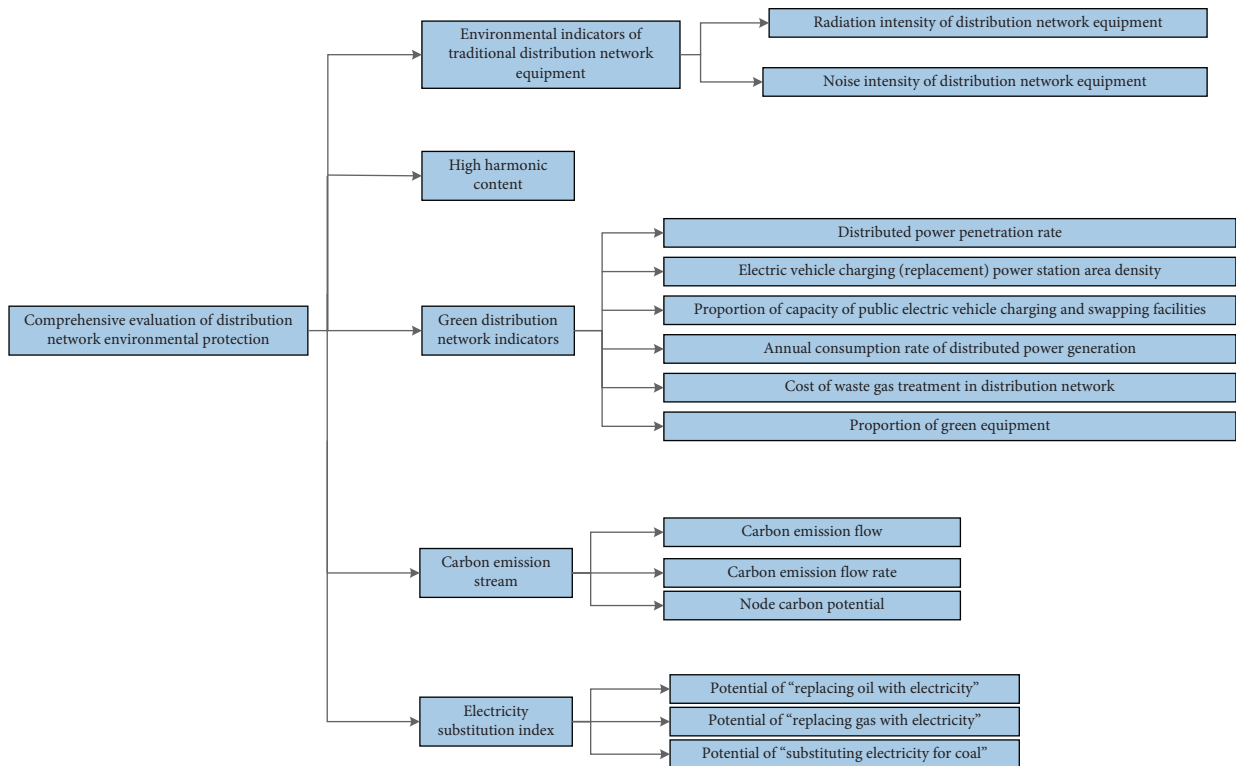 Comprehensive evaluation of distribution
network environmental protection
Environmental indicators of
traditional distribution network
equipment
Radiation intensity of distribution network equipment
Noise intensity of distribution network equipment
High harmonic
content
Green distribution
network indicators
Distributed power penetration rate
Electric vehicle charging (replacement) power station area density
Proportion of capacity of public electric vehicle charging and swapping facilities
Annual consumption rate of distributed power generation
Cost of waste gas treatment in distribution network
Proportion of green equipment
Carbon emission
stream
Carbon emission flow
Carbon emission flow rate
Node carbon potential
Electricity
substitution index
Potential of “replacing oil with electricity”
Potential of “replacing gas with electricity”
Potential of “substituting electricity for coal”